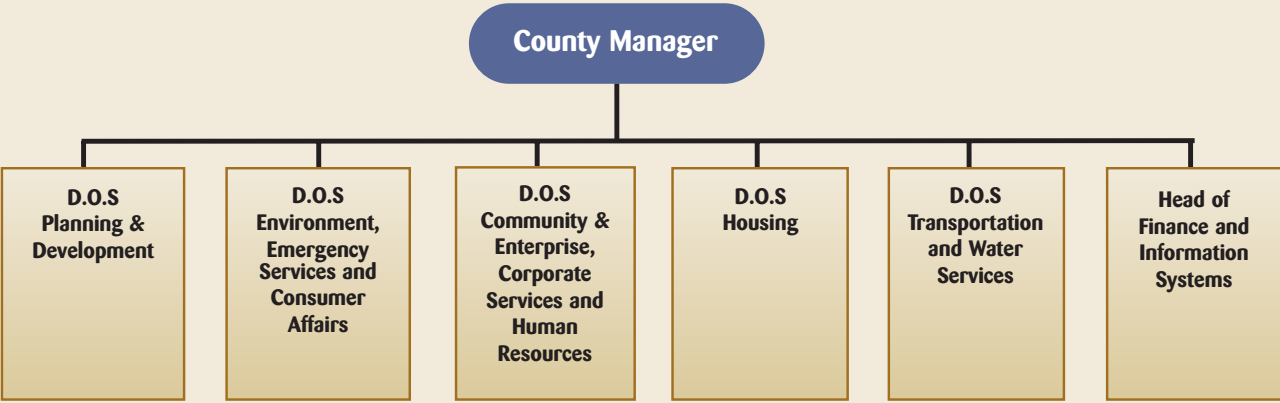 County Manager
D.O.S
Planning &
Development
D.O.S
Environment,
Emergency
Services and
Consumer
Affairs
D.O.S
Community &
Enterprise,
Corporate
Services and
Human
Resources
D.O.S
Housing
D.O.S
Transportation
and Water
Services
Head of
Finance and
Information
Systems